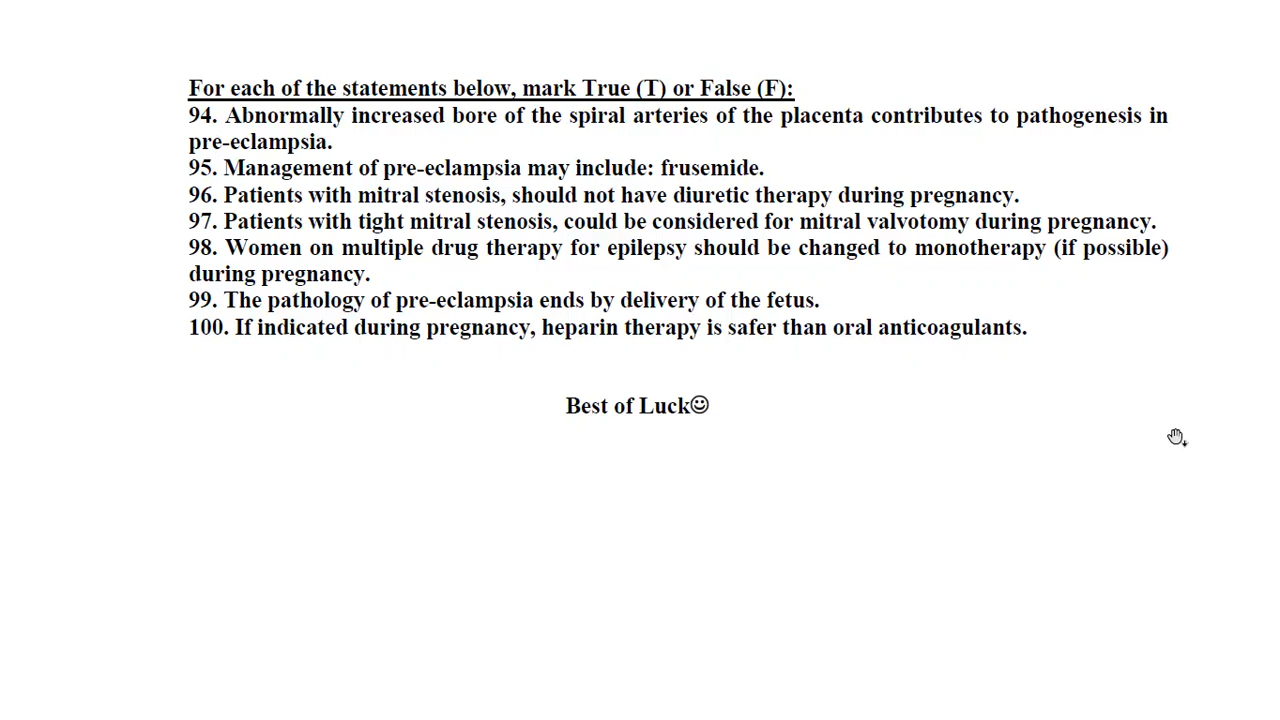 For each of the statements below, mark True (T) or False (F):
94. Abnormally increased bore of the spiral arteries of the placenta contributes to pathogenesis in
pre-eclampsia.
95. Management of pre-eclampsia may include: frusemide.
96. Patients with mitral stenosis, should not have diuretic therapy during pregnancy.
97. Patients with tight mitral stenosis, could be considered for mitral valvotomy during pregnancy.
98. Women on multiple drug therapy for epilepsy should be changed to monotherapy (if possible)
during pregnancy.
99. The pathology of pre-eclampsia ends by delivery of the fetus.
100. If indicated during pregnancy, heparin therapy is safer than oral anticoagulants.
Best of Luck☺